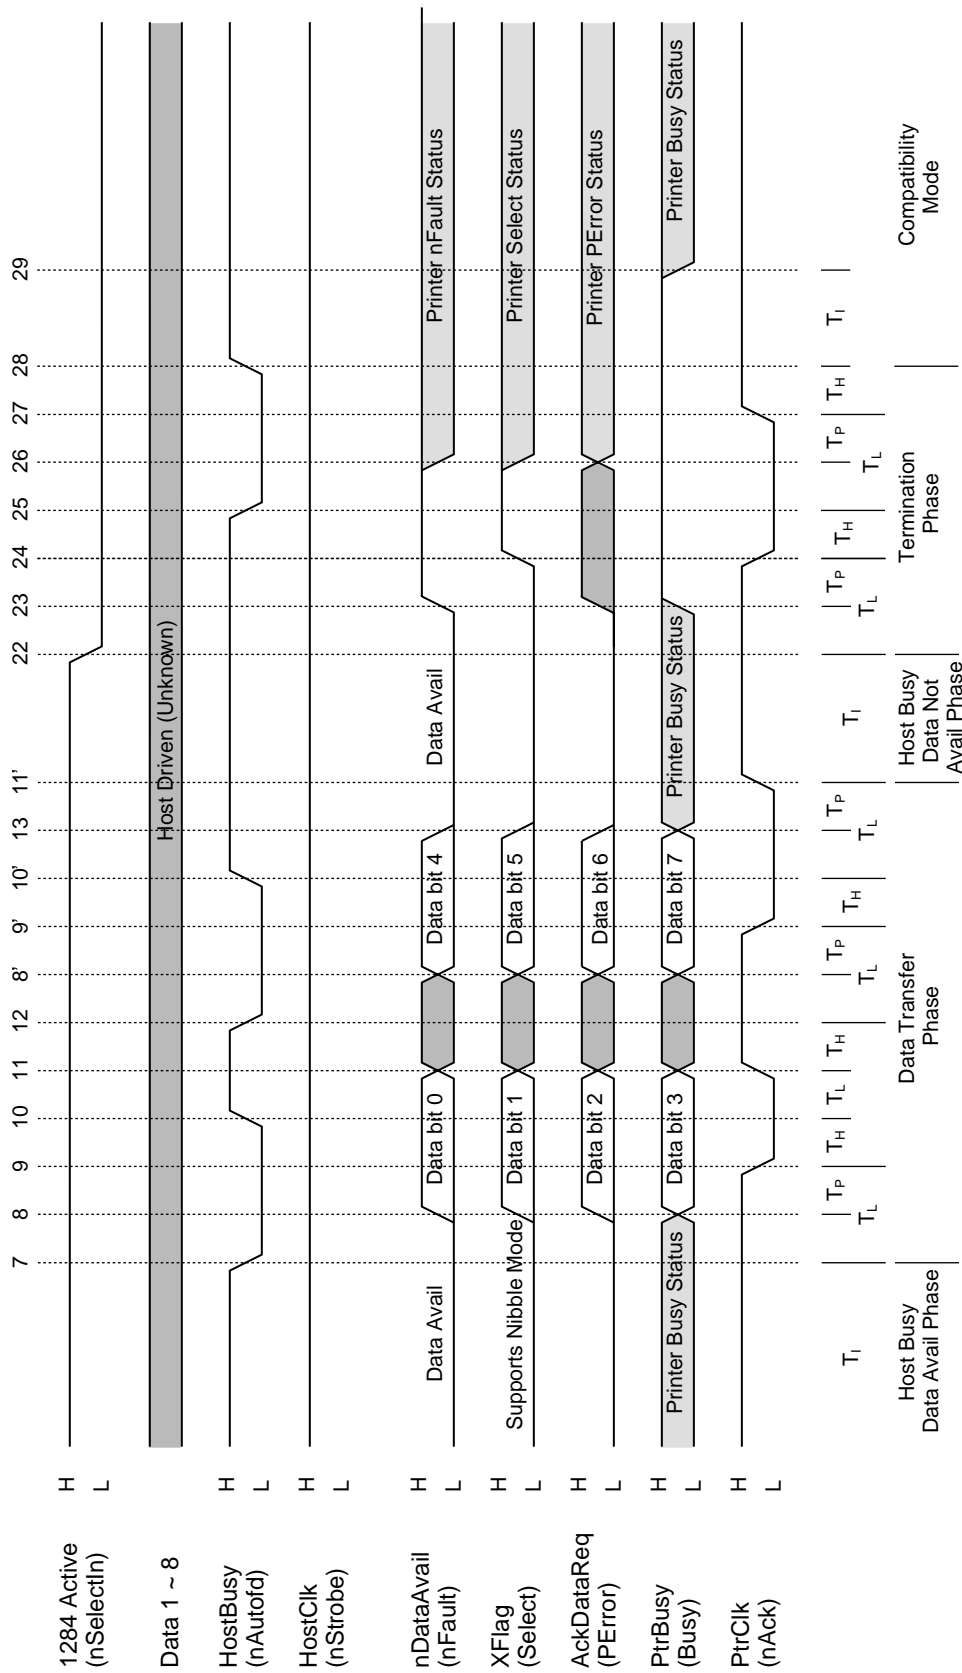 7
8
9
10
11
12
8'
9'
10'
13
11'
22
23
24
25
26
27
28
29
1284 Active
(nSelectIn)
H
L
Data 1 ~ 8
Host Driven (Unknown)
HostBusy
(nAutofd)
H
L
HostClk
(nStrobe)
H
L
nDataAvail
(nFault)
H
L
Data Avail
Data bit 0
Data bit 4
Data Avail
Printer nFault Status
XFlag
(Select)
H
L
Supports Nibble Mode
Data bit 1
Data bit 5
Printer Select Status
AckDataReq
(PError)
H
L
Data bit 2
Data bit 6
Printer PError Status
PtrBusy
(Busy)
H
L
Printer Busy Status
Data bit 3
Data bit 7
Printer Busy Status
Printer Busy Status
PtrClk
(nAck)
H
L
TI
TP
TL
TH
TL
TH
TP
TL
TH
TP
TL
TI
TP
TL
TH
TP
TL
TH
TI
Host Busy
Data Avail Phase
Data Transfer
Phase
Host Busy
Data Not
Avail Phase
Termination
Phase
Compatibility
Mode